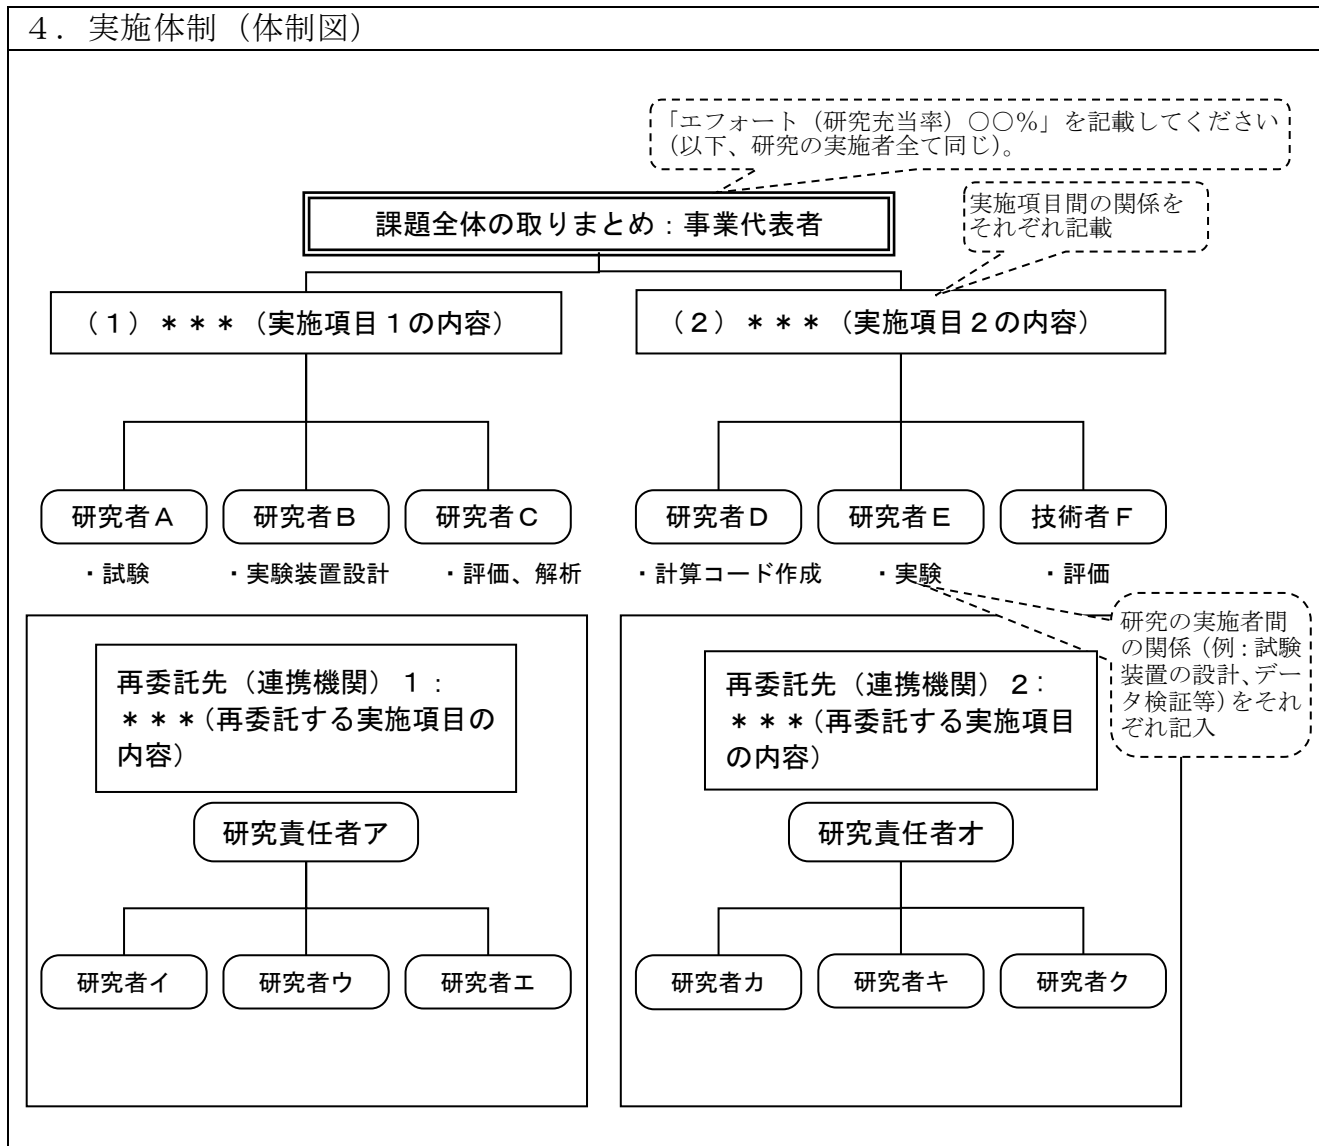 ４．実施体制（体制図）
「エフォート（研究充当率）○○％」を記載してください
（以下、研究の実施者全て同じ）。
課題全体の取りまとめ：事業代表者
実施項目間の関係を
それぞれ記載
（１）＊＊＊（実施項目１の内容）
（２）＊＊＊（実施項目２の内容）
研究者Ａ
研究者Ｂ
研究者Ｃ
研究者Ｄ
研究者Ｅ
技術者Ｆ
・試験
・実験装置設計
・評価、解析
・計算コード作成
・実験
・評価
研究の実施者間
の関係（例：試験
装置の設計、デー
タ検証等）をそれ
ぞれ記入
再委託先（連携機関）１：
＊＊＊（再委託する実施項目の
内容）
再委託先（連携機関）２：
＊＊＊（再委託する実施項目
の内容）
研究責任者ア
研究責任者オ
研究者イ
研究者ウ
研究者エ
研究者カ
研究者キ
研究者ク